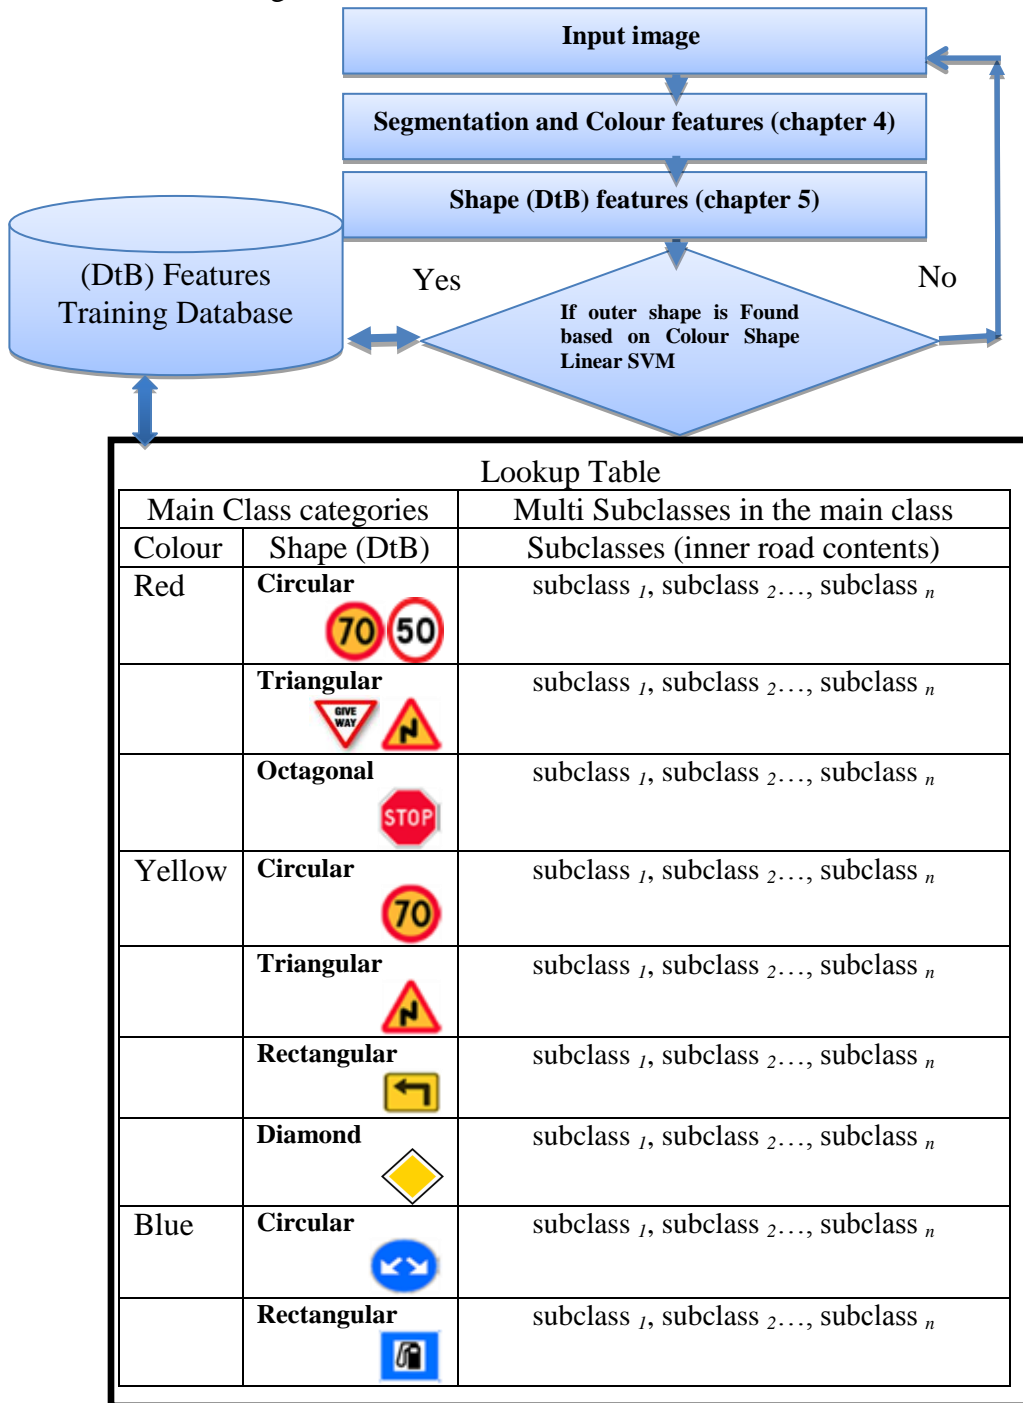 Input image
Segmentation and Colour features (chapter 4)
Shape (DtB) features (chapter 5)
(DtB) Features
Training Database
Yes
No
If outer shape is Found
based on Colour Shape
Linear SVM
Lookup Table
Main Class categories
Multi Subclasses in the main class
Colour
Shape (DtB)
Subclasses (inner road contents)
Red
Circular
subclass 1, subclass 2…, subclass n
70
50
Triangular
subclass 1, subclass 2…, subclass n
GIVE
WAY
Octagonal
subclass 1, subclass 2…, subclass n
STOP
Yellow
Circular
subclass 1, subclass 2…, subclass n
70
Triangular
subclass 1, subclass 2…, subclass n
Rectangular
subclass 1, subclass 2…, subclass n
Diamond
subclass 1, subclass 2…, subclass n
Blue
Circular
subclass 1, subclass 2…, subclass n
Rectangular
subclass 1, subclass 2…, subclass n